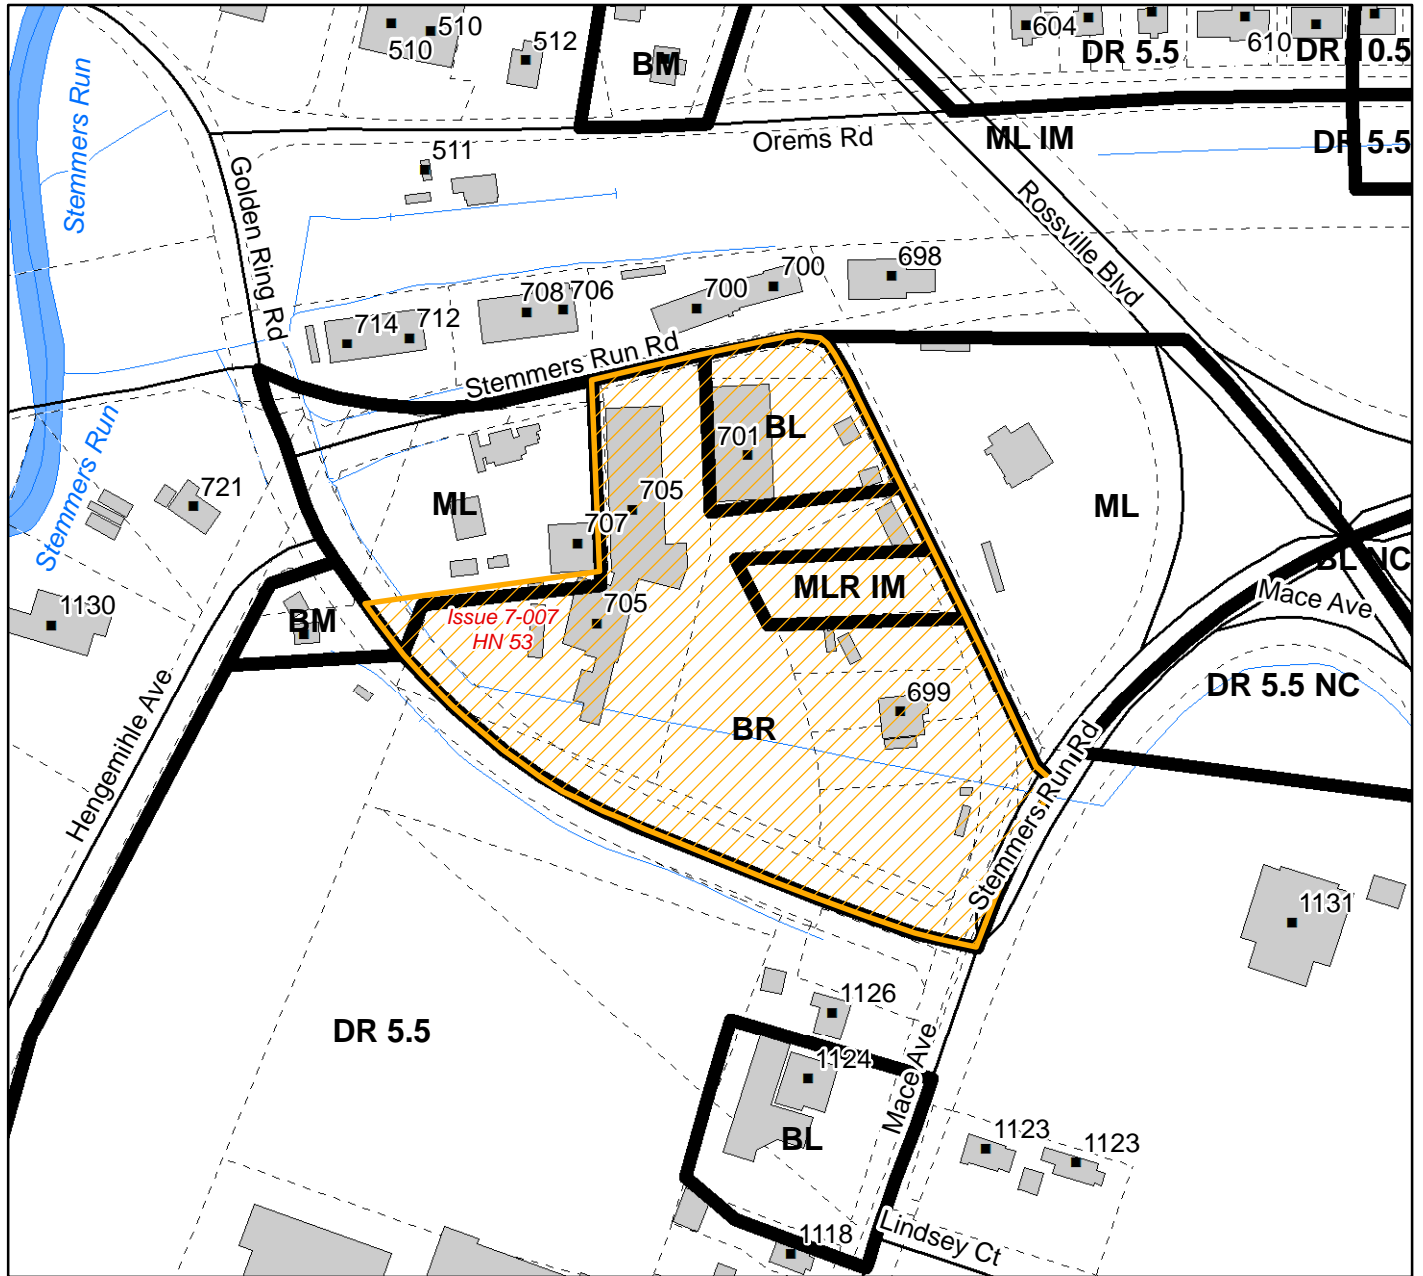 510
510
512
BM
604
DR 5.5
610
DR 10.5
Stemmers Run
Orems Rd
ML IM
DR 5.5
511
Golden Ring Rd
Rossville Blvd
698
700
700
708
706
714
712
Stemmers Run Rd
BL
701
721
ML
705
707
ML
Stemmers Run
BL NC
MLR IM
Mace Ave
1130
BM
Issue 7-007
HN 53
705
DR 5.5 NC
699
BR
Hengemihle Ave
Stemmers Run Rd
1131
1126
DR 5.5
1124
Mace Ave
BL
1123
1123
1118
Lindsey Ct